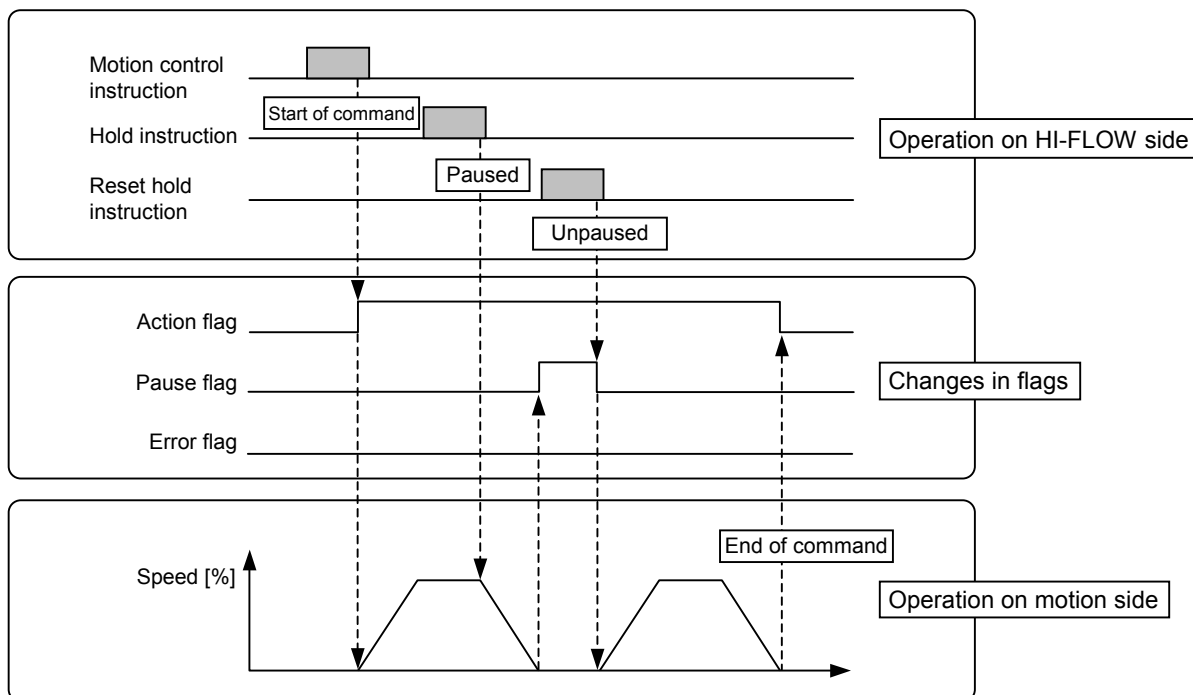 Motion control
instruction
Start of command
Hold instruction
Operation on HI-FLOW side
Paused
Reset hold
instruction
Unpaused
Action flag
Pause flag
Changes in flags
Error flag
End of command
Speed [%]
Operation on motion side